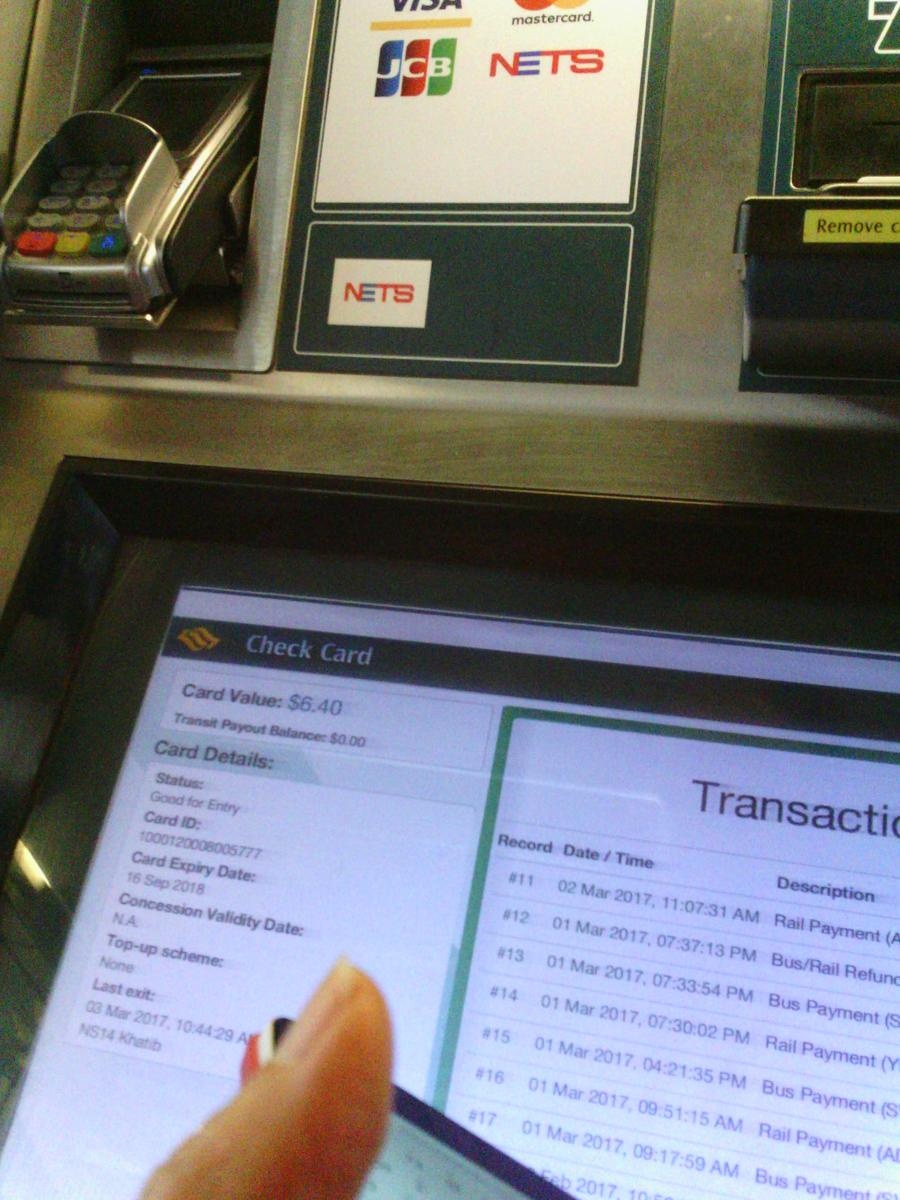 VISA
mastercard.
JCB
NETS
NETS
Remove c
Check Card
Card Value: $6.40
Transit Payout Balance: $0.00
Card Details:
Status:
Good for Entry
Card ID:
1000120008005777
Card Expiry Date:
16 Sep 2018
Concession Validity Date:
N.A.
Top-up scheme:
None
Last exit:
03 Mar 2017, 10:44:29 A
NS14 Khatib
Transactio
Record Date / Time Description
#11 02 Mar 2017, 11:07:31 AM Rail Payment (A
#12 01 Mar 2017, 07:37:13 PM Bus/Rail Refund
#13 01 Mar 2017, 07:33:54 PM Bus Payment (S
#14 01 Mar 2017, 07:30:02 PM Rail Payment (Y
#15 01 Mar 2017, 04:21:35 PM Bus Payment (S
#16 01 Mar 2017, 09:51:15 AM Rail Payment (A
#17 01 Mar 2017, 09:17:59 AM Bus Payment (S
Feb 2017,